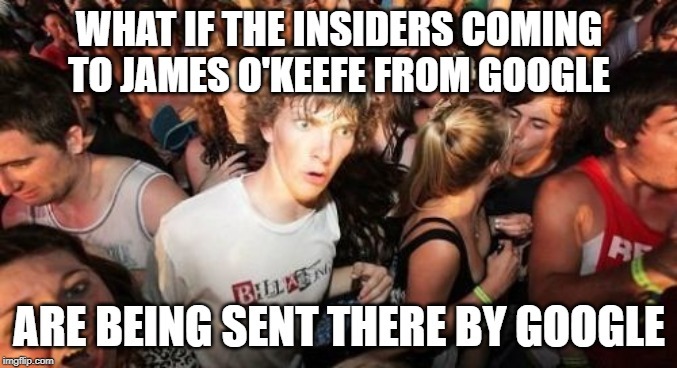 WHAT IF THE INSIDERS COMING
TO JAMES O'KEEFE FROM GOOGLE
ARE BEING SENT THERE BY GOOGLE
imgflip.com